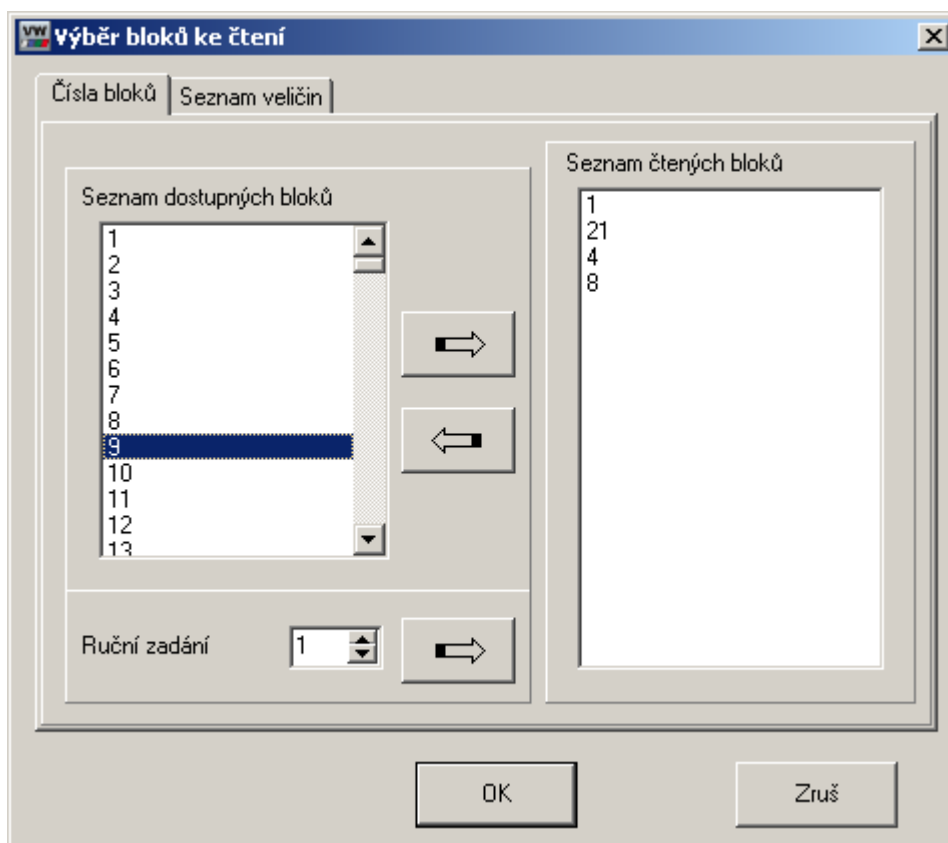 VW Výběr bloků ke čtení
Čísla bloků
Seznam veličin
Seznam dostupných bloků
1
2
3
4
5
6
7
8
9
10
11
12
13
Ruční zadání
1
Seznam čtených bloků
1
21
4
8
OK
Zruš